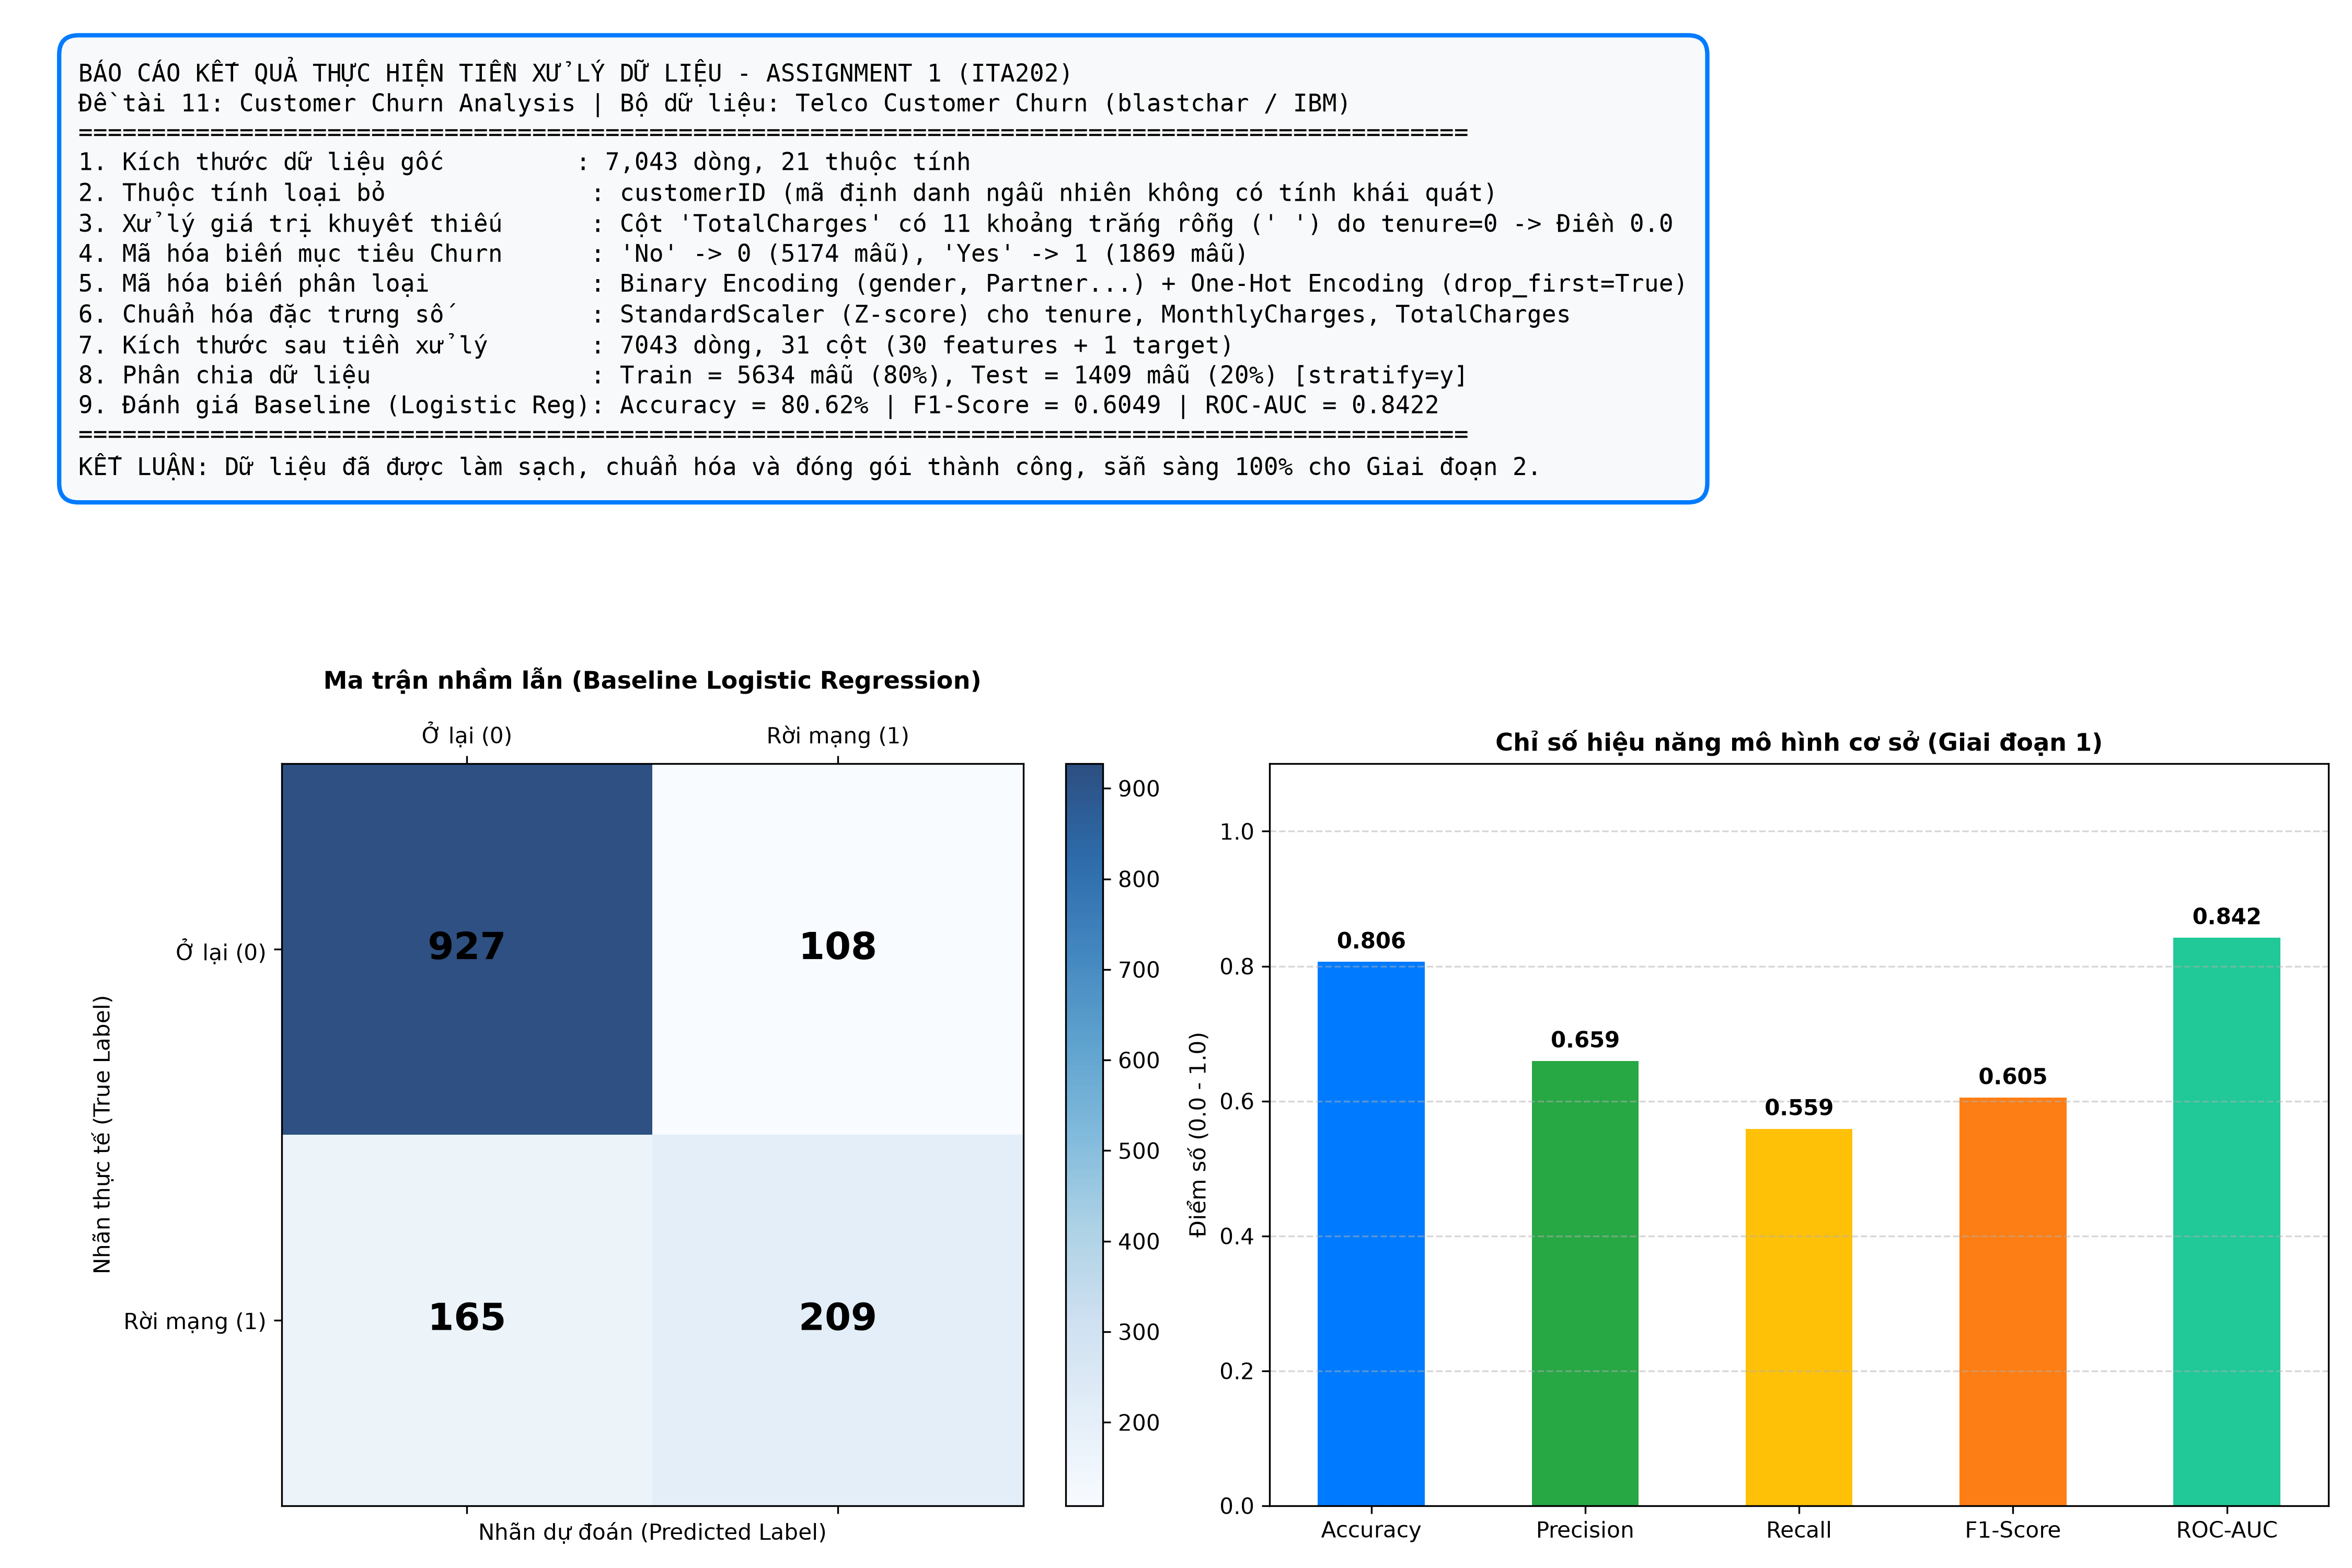 BÁO CÁO KẾT QUẢ THỰC HIỆN TIỀN XỬ LÝ DỮ LIỆU - ASSIGNMENT 1 (ITA202)
Đề tài 11: Customer Churn Analysis | Bộ dữ liệu: Telco Customer Churn (blastchar / IBM)
===============================================================================================
1. Kích thước dữ liệu gốc : 7,043 dòng, 21 thuộc tính
2. Thuộc tính loại bỏ : customerID (mã định danh ngẫu nhiên không có tính khái quát)
3. Xử lý giá trị khuyết thiếu : Cột 'TotalCharges' có 11 khoảng trắng rỗng (' ') do tenure=0 -> Điền 0.0
4. Mã hóa biến mục tiêu Churn : 'No' -> 0 (5174 mẫu), 'Yes' -> 1 (1869 mẫu)
5. Mã hóa biến phân loại : Binary Encoding (gender, Partner...) + One-Hot Encoding (drop_first=True)
6. Chuẩn hóa đặc trưng số : StandardScaler (Z-score) cho tenure, MonthlyCharges, TotalCharges
7. Kích thước sau tiền xử lý : 7043 dòng, 31 cột (30 features + 1 target)
8. Phân chia dữ liệu : Train = 5634 mẫu (80%), Test = 1409 mẫu (20%) [stratify=y]
9. Đánh giá Baseline (Logistic Reg): Accuracy = 80.62% | F1-Score = 0.6049 | ROC-AUC = 0.8422
===============================================================================================
KẾT LUẬN: Dữ liệu đã được làm sạch, chuẩn hóa và đóng gói thành công, sẵn sàng 100% cho Giai đoạn 2.
Ma trận nhầm lẫn (Baseline Logistic Regression)
Ở lại (0) Rời mạng (1)
Nhãn thực tế (True Label)
Ở lại (0) 927 108
Rời mạng (1) 165 209
Nhãn dự đoán (Predicted Label)
900
800
700
600
500
400
300
200
Chỉ số hiệu năng mô hình cơ sở (Giai đoạn 1)
Điểm số (0.0 - 1.0)
1.0
0.8
0.6
0.4
0.2
0.0
0.806
0.659
0.559
0.605
0.842
Accuracy Precision Recall F1-Score ROC-AUC